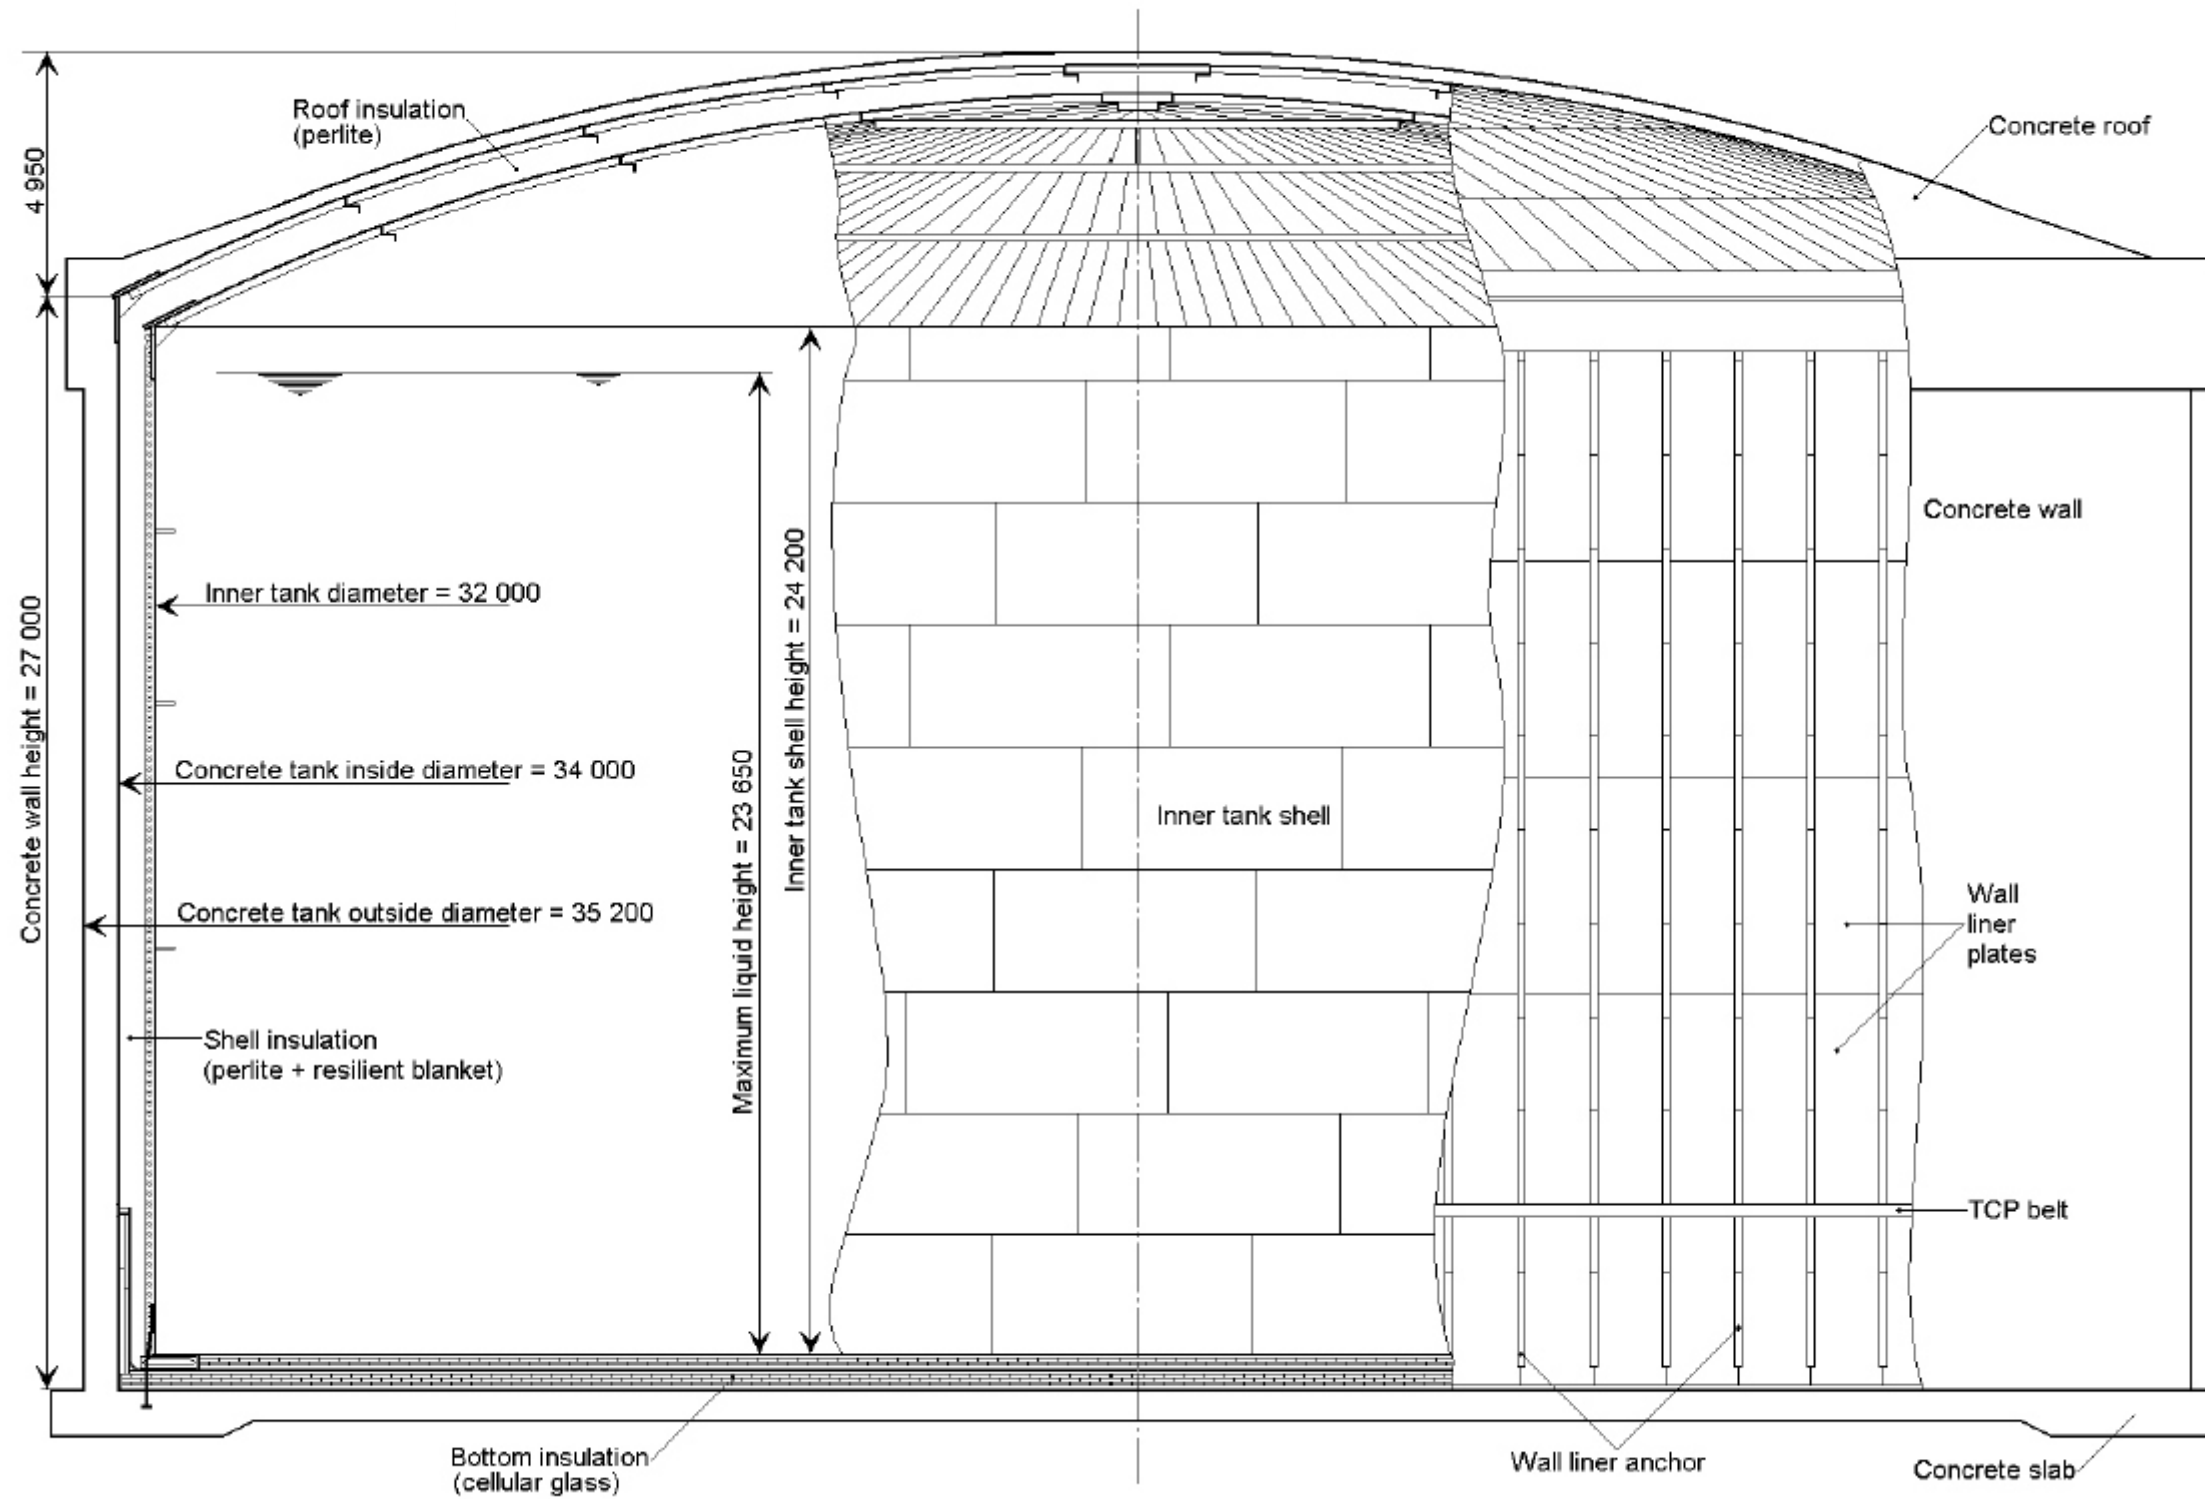 Roof insulation
(perlite)
Concrete roof
4 950
Concrete wall
Inner tank diameter = 32 000
Concrete wall height = 27 000
Inner tank shell height = 24 200
Maximum liquid height = 23 650
Concrete tank inside diameter = 34 000
Inner tank shell
Concrete tank outside diameter = 35 200
Wall
liner
plates
Shell insulation
(perlite + resilient blanket)
TCP belt
Bottom insulation
(cellular glass)
Wall liner anchor
Concrete slab